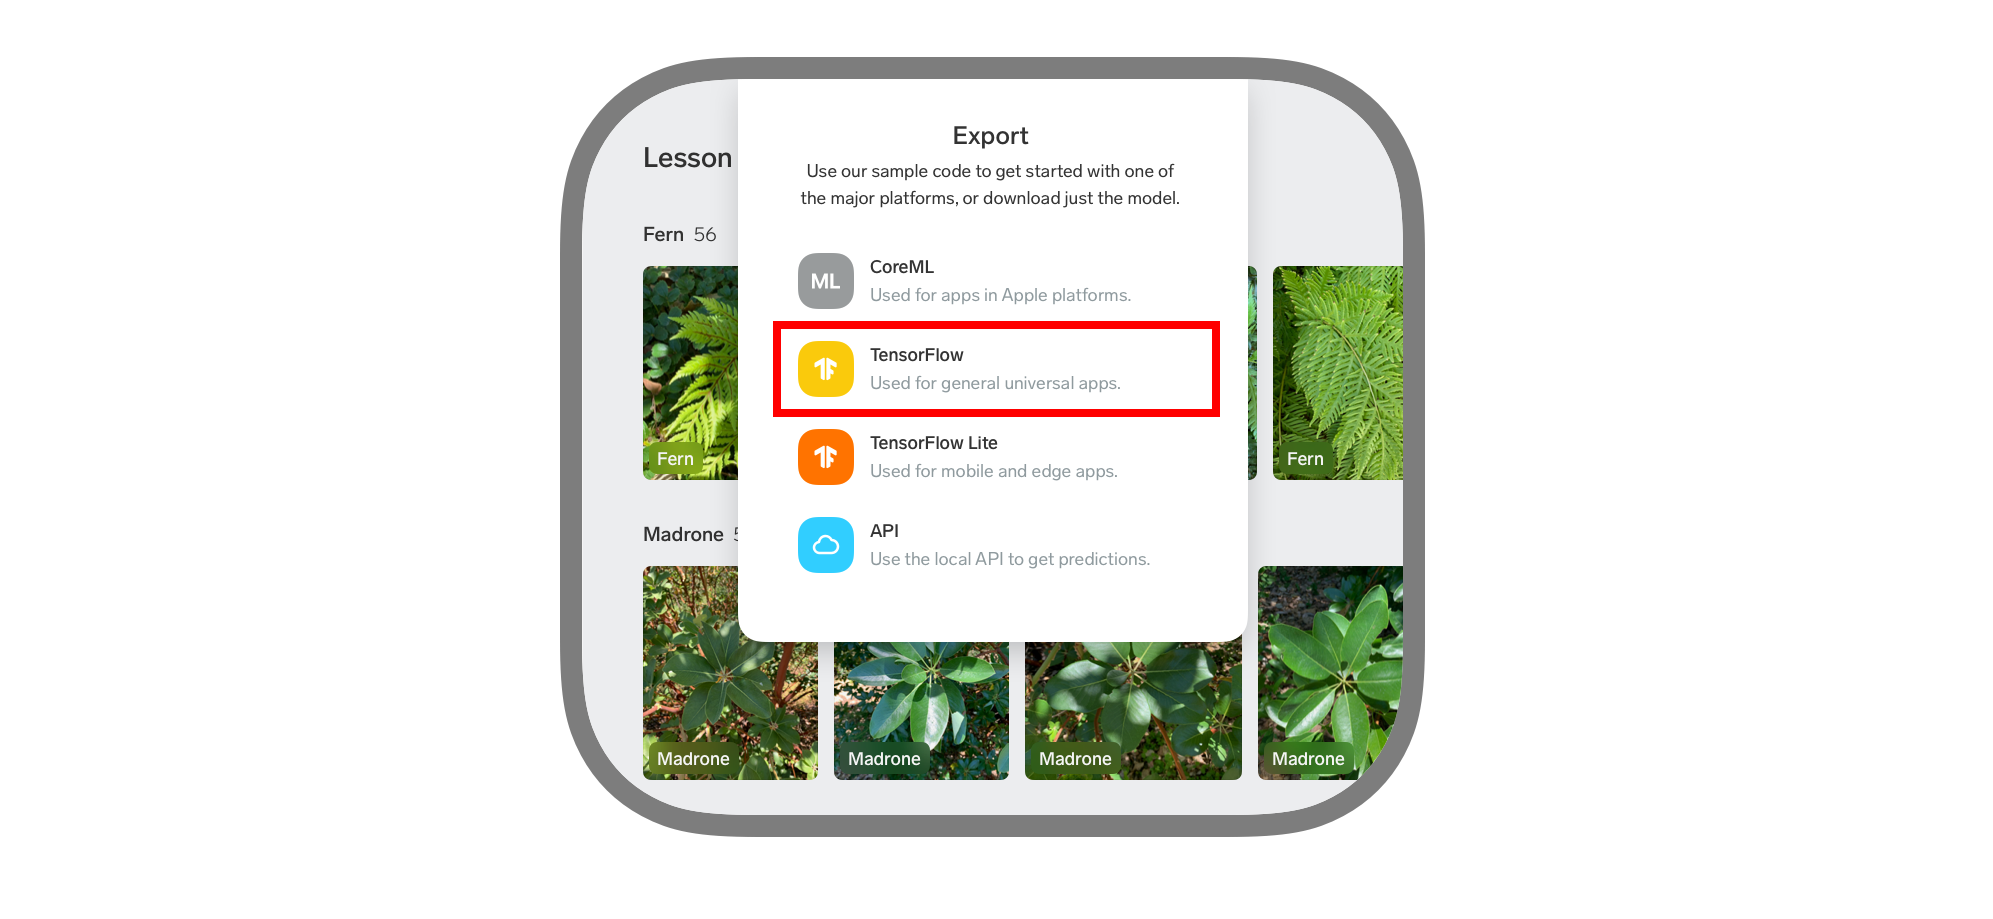 Export
Use our sample code to get started with one of
the major platforms, or download just the model.
Lesson
Fern 56
ML
CoreML
Used for apps in Apple platforms.
TensorFlow
Used for general universal apps.
TensorFlow Lite
Used for mobile and edge apps.
API
Use the local API to get predictions.
Fern
Fern
Madrone
Madrone
Madrone
Madrone
Madrone